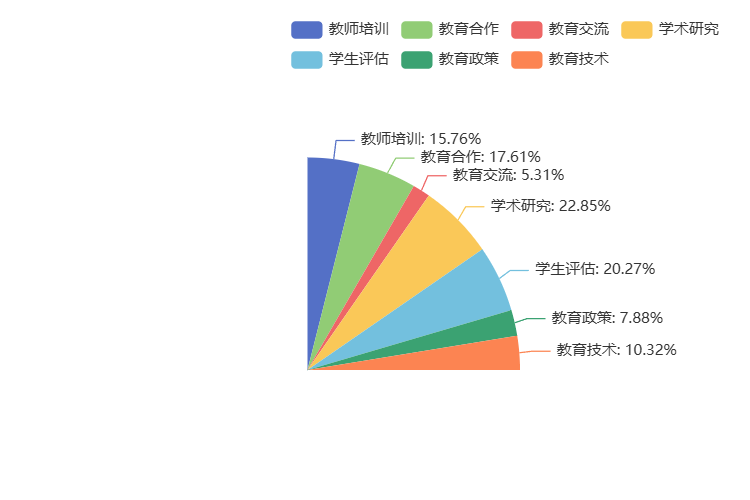 教师培训 教育合作 教育交流 学术研究
学生评估 教育政策 教育技术
教师培训: 15.76%
教育合作: 17.61%
教育交流: 5.31%
学术研究: 22.85%
学生评估: 20.27%
教育政策: 7.88%
教育技术: 10.32%